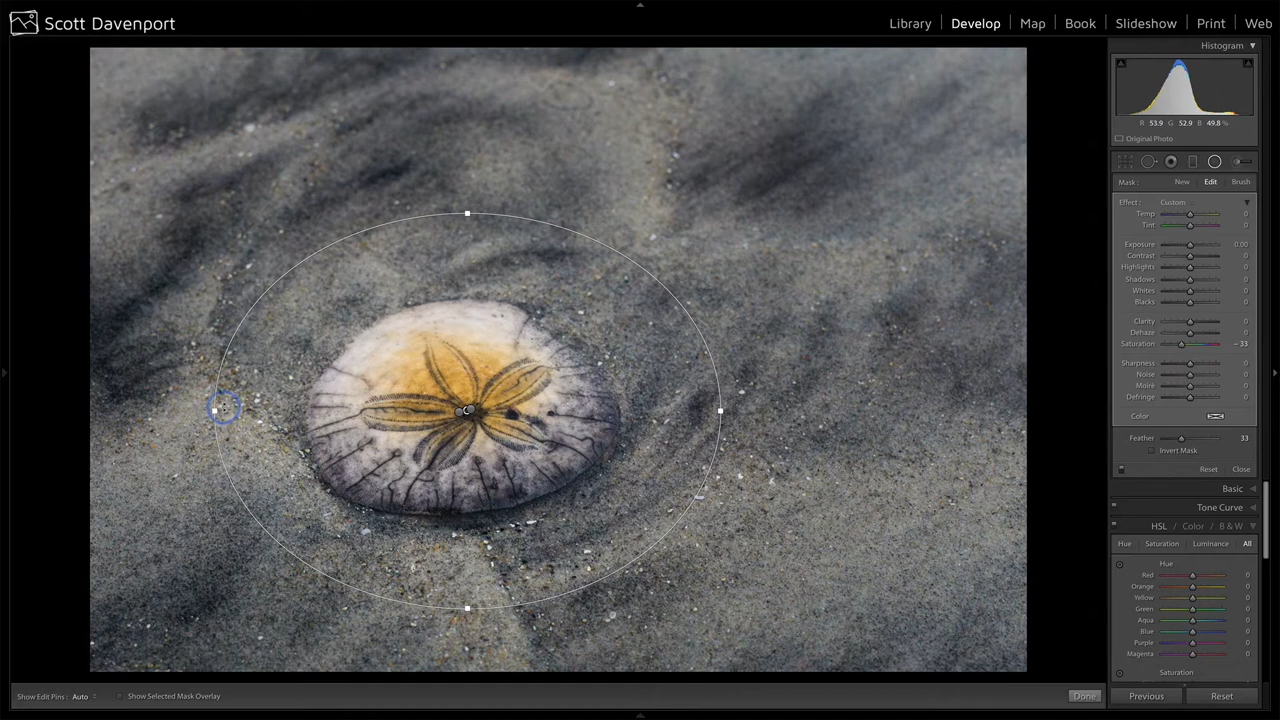 Scott Davenport
Library Develop Map Book Slideshow Print Web
Histogram
R 53.9 G 52.9 B 49.8 %
Original Photo
Mask : New Edit Brush
Effect : Custom
Temp 0
Tint 0
Exposure 0.00
Contrast 0
Highlights 0
Shadows 0
Whites 0
Blacks 0
Clarity 0
Dehaze 0
Saturation – 33
Sharpness 0
Noise 0
Moiré 0
Defringe 0
Color
Feather 33
Invert Mask
Reset Close
Basic
Tone Curve
HSL / Color / B & W
Hue Saturation Luminance All
Hue
Red 0
Orange 0
Yellow 0
Green 0
Aqua 0
Blue 0
Purple 0
Magenta 0
Saturation
Show Edit Pins : Auto Show Selected Mask Overlay Done Previous Reset